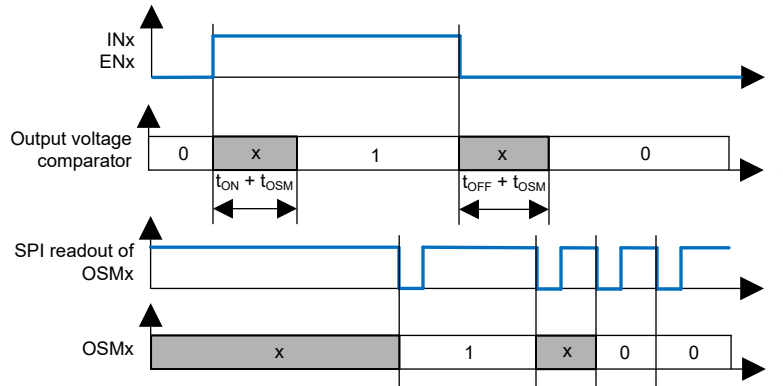 INx
ENx
Output voltage
comparator
0 x 1 x 0
tON + tOSM tOFF + tOSM
SPI readout of
OSMx
OSMx
x 1 x 0 0